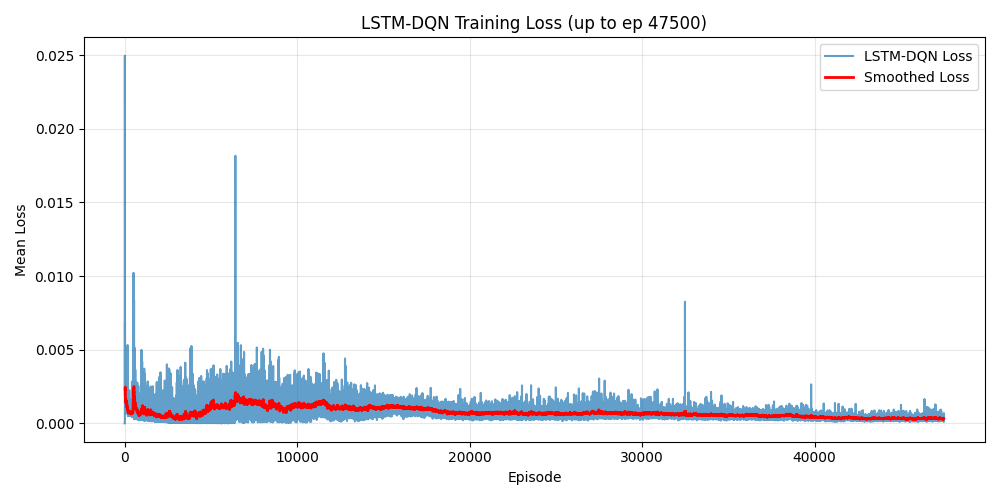 LSTM-DQN Training Loss (up to ep 47500)
LSTM-DQN Loss
Smoothed Loss
Mean Loss
0.025
0.020
0.015
0.010
0.005
0.000
0
10000
20000
30000
40000
Episode